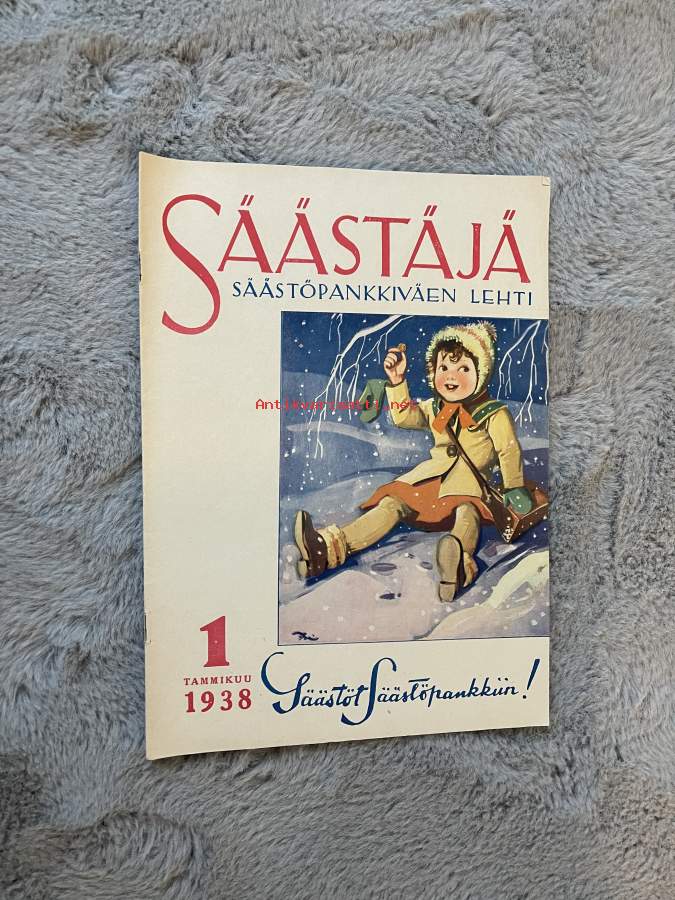 SÄÄSTÄJÄ
SÄÄSTÖPANKKIVÄEN LEHTI
Antikvariaatti.net
1
TAMMIKUU
1938
Säästöt Säästöpankkiin!